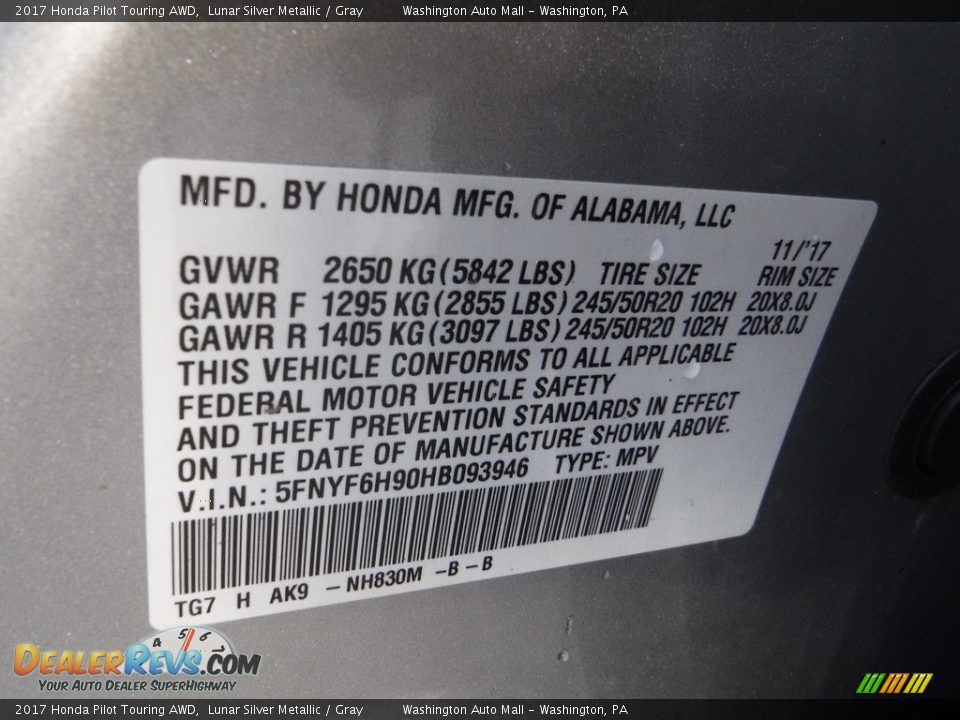 2017 Honda Pilot Touring AWD, Lunar Silver Metallic / Gray Washington Auto Mall - Washington, PA
MFD. BY HONDA MFG. OF ALABAMA, LLC
11/'17
GVWR 2650 KG (5842 LBS) TIRE SIZE RIM SIZE
GAWR F 1295 KG (2855 LBS) 245/50R20 102H 20X8.0J
GAWR R 1405 KG (3097 LBS) 245/50R20 102H 20X8.0J
THIS VEHICLE CONFORMS TO ALL APPLICABLE
FEDERAL MOTOR VEHICLE SAFETY
AND THEFT PREVENTION STANDARDS IN EFFECT
ON THE DATE OF MANUFACTURE SHOWN ABOVE.
V.I.N.: 5FNYF6H90HB093946 TYPE: MPV
TG7 H AK9 - NH830M - B - B
4 5 6 7
DEALERREVS.COM
YOUR AUTO DEALER SUPERHIGHWAY
2017 Honda Pilot Touring AWD, Lunar Silver Metallic / Gray Washington Auto Mall - Washington, PA